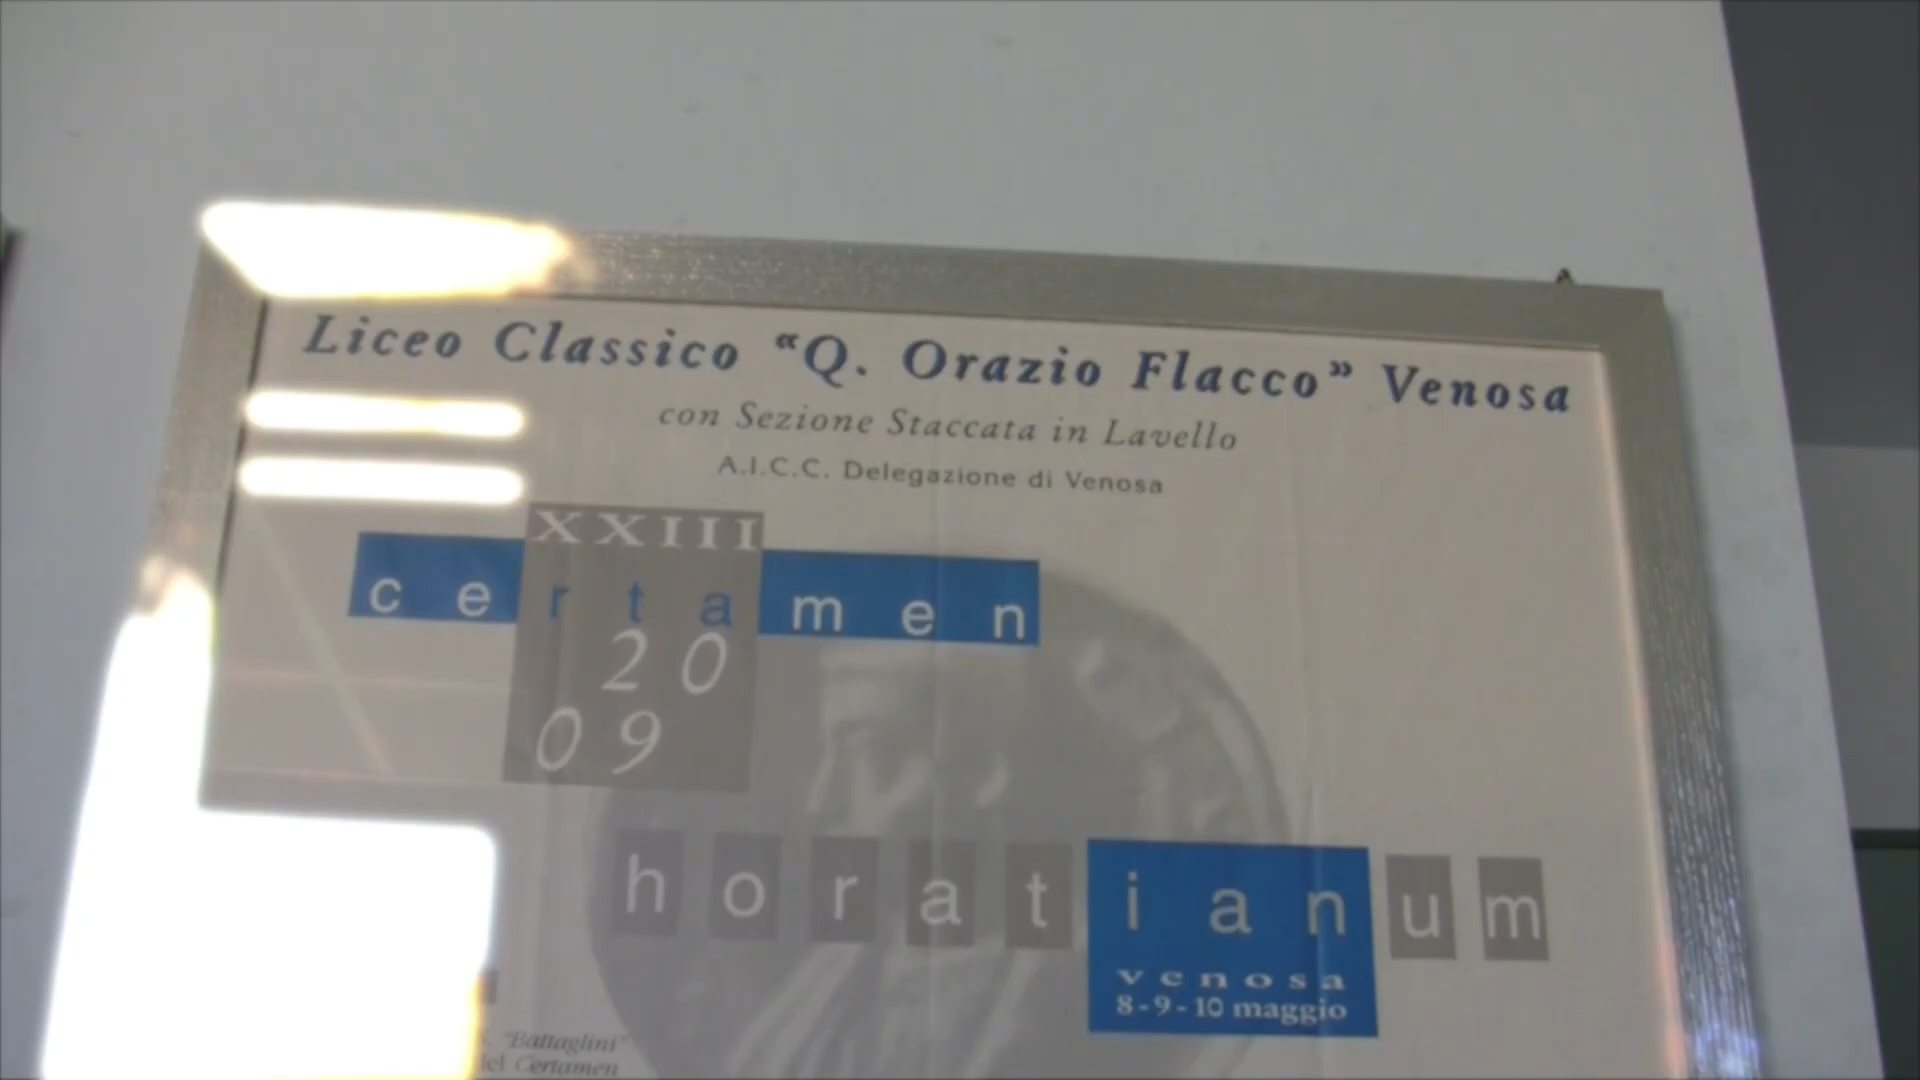 Liceo Classico “Q. Orazio Flacco” Venosa
con Sezione Staccata in Lavello
A.I.C.C. Delegazione di Venosa
XXIII
certamen
20
09
horatianum
venosa
8-9-10 maggio
"Battaglini"
Certamen